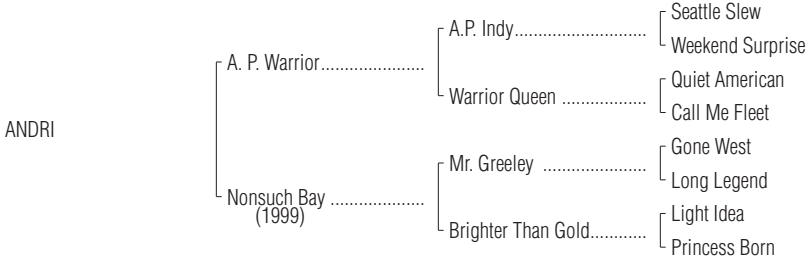 Seattle Slew
A.P. Indy............................
Weekend Surprise
A. P. Warrior......................
Quiet American
Warrior Queen ..................
Call Me Fleet
ANDRI
Gone West
Mr. Greeley ......................
Long Legend
Nonsuch Bay ....................
(1999)
Light Idea
Brighter Than Gold............
Princess Born